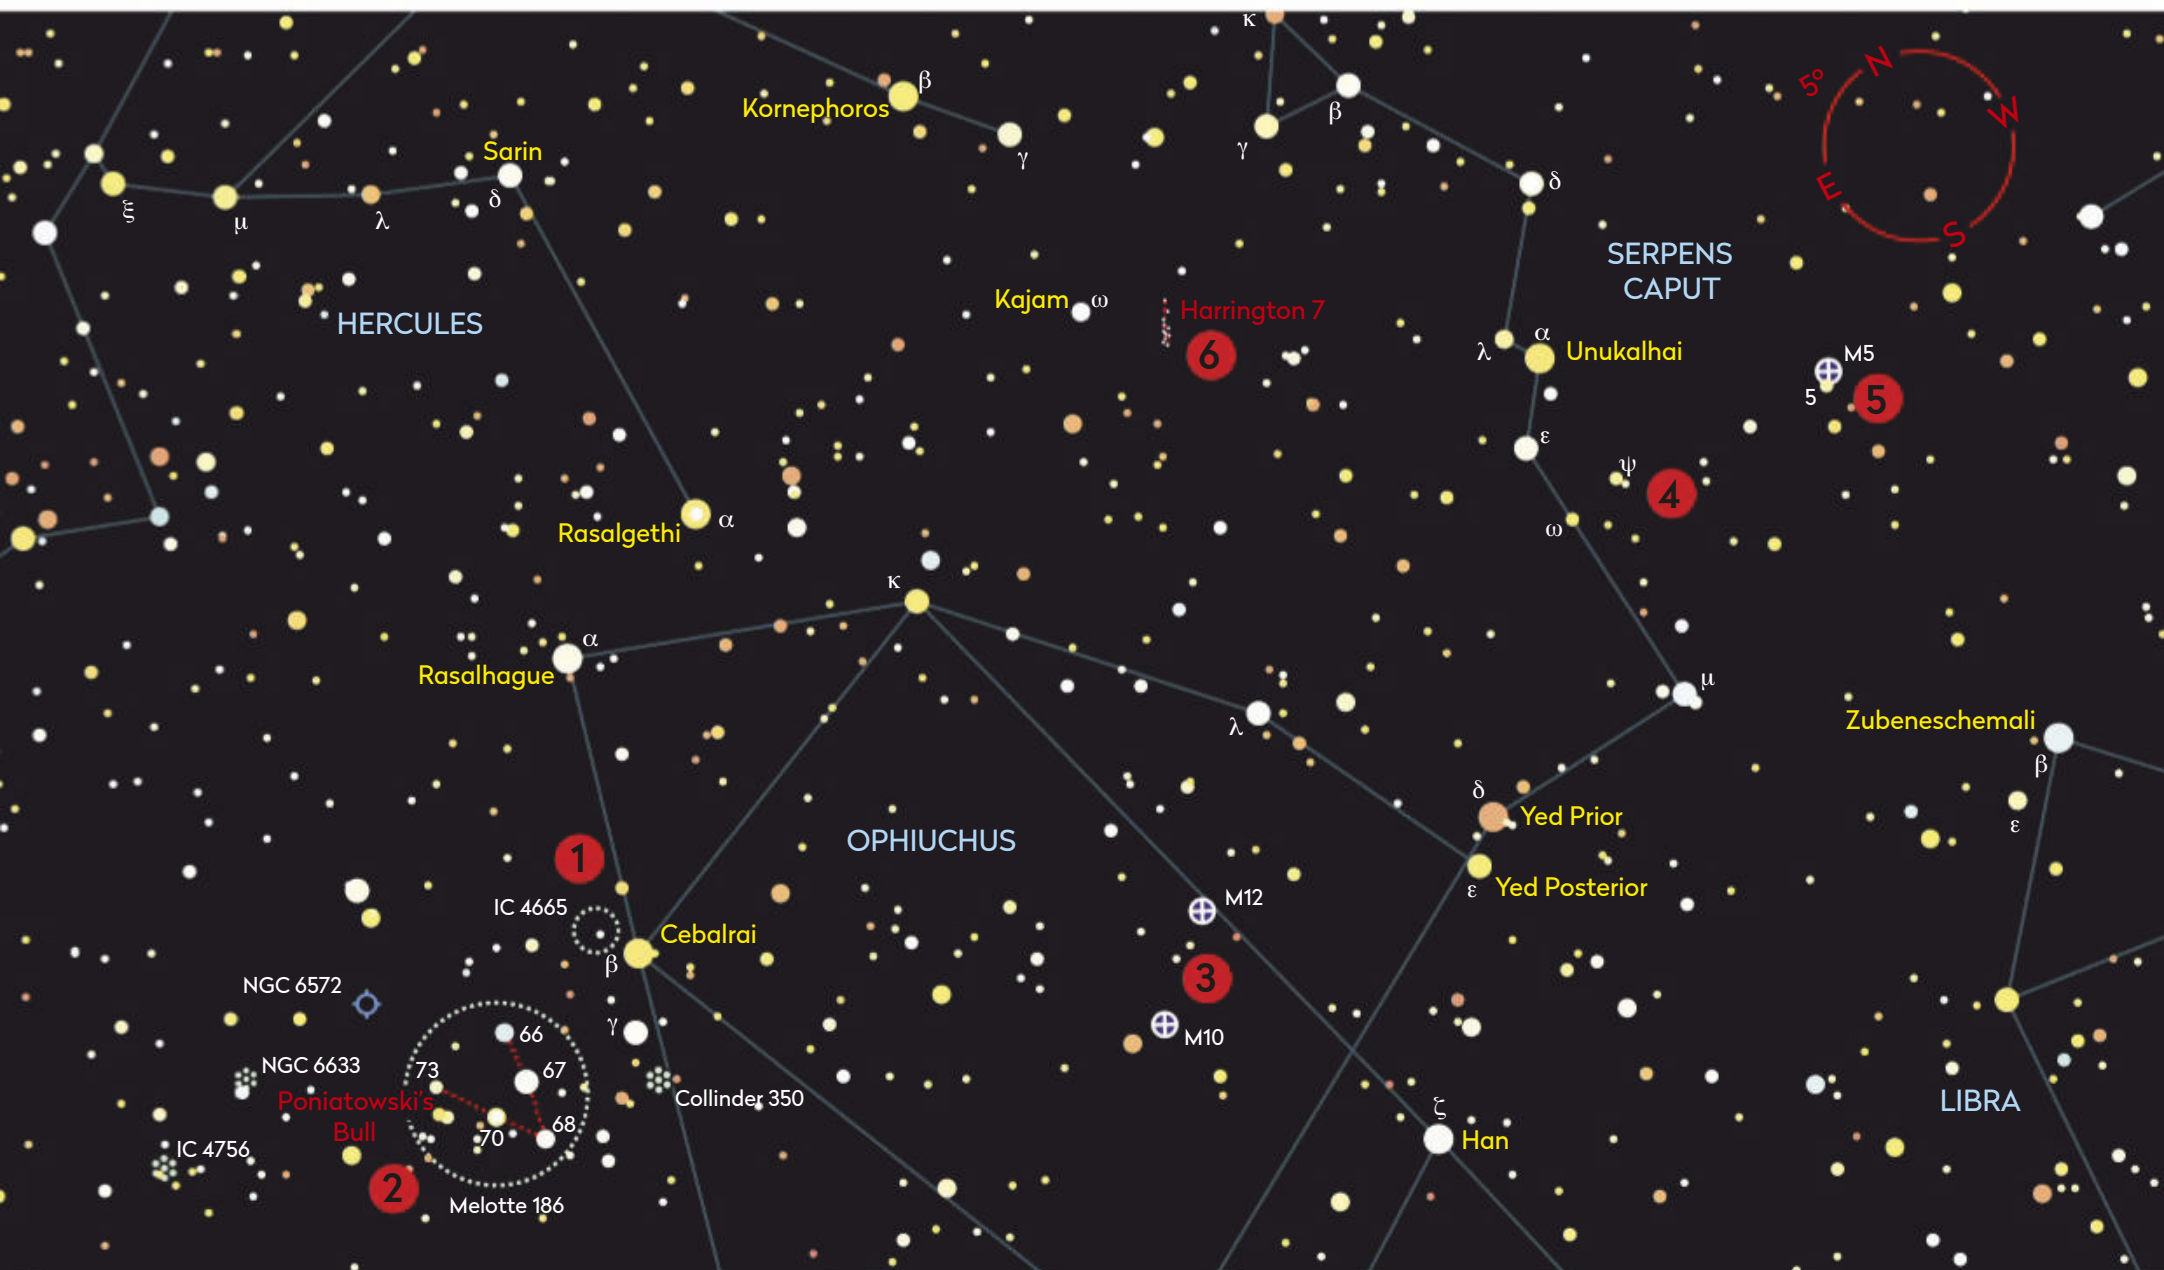 κ
N
5°
W
E
S
β
Kornephoros
γ
β
γ
Sarin
δ
ξ
μ
λ
δ
SERPENS
CAPUT
HERCULES
Kajam
ω
Harrington 7
6
λ
α
Unukalhai
M5
5
5
ε
ψ
4
ω
Rasalgethi
α
κ
α
Rasalhague
λ
μ
Zubeneschemali
β
ε
δ
Yed Prior
OPHIUCHUS
1
ε
Yed Posterior
M12
IC 4665
Cebalrai
β
3
NGC 6572
γ
M10
66
NGC 6633
73
67
Poniatowski's
Bull
Collinder 350
68
70
LIBRA
ζ
Han
IC 4756
2
Melotte 186